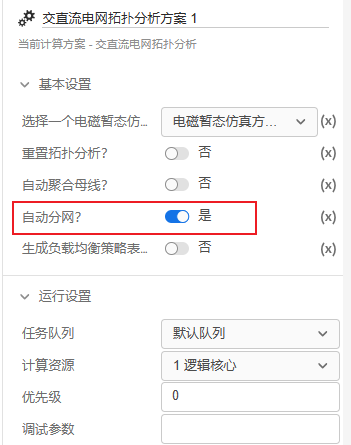 交直流电网拓扑分析方案 1
当前计算方案 - 交直流电网拓扑分析
基本设置
选择一个电磁暂态仿... 电磁暂态仿真方... (x)
重置拓扑分析? 否 (x)
自动聚合母线? 否 (x)
自动分网? 是 (x)
生成负载均衡策略表... 否 (x)
运行设置
任务队列 默认队列
计算资源 1 逻辑核心
优先级 0
调试参数